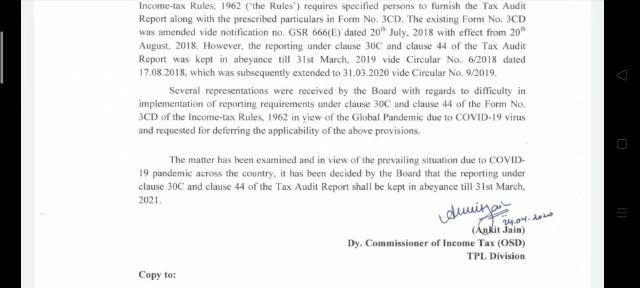 Income-tax Rules, 1962 ('the Rules') requires specified persons to furnish the Tax Audit
Report along with the prescribed particulars in Form No. 3CD. The existing Form No. 3CD
was amended vide notification no. GSR 666(E) dated 20th July, 2018 with effect from 20th
August, 2018. However, the reporting under clause 30C and clause 44 of the Tax Audit
Report was kept in abeyance till 31st March, 2019 vide Circular No. 6/2018 dated
17.08.2018, which was subsequently extended to 31.03.2020 vide Circular No. 9/2019.
Several representations were received by the Board with regards to difficulty in
implementation of reporting requirements under clause 30C and clause 44 of the Form No.
3CD of the Income-tax Rules, 1962 in view of the Global Pandemic due to COVID-19 virus
and requested for deferring the applicability of the above provisions.
The matter has been examined and in view of the prevailing situation due to COVID-
19 pandemic across the country, it has been decided by the Board that the reporting under
clause 30C and clause 44 of the Tax Audit Report shall be kept in abeyance till 31st March,
2021.
24.04.2020
(Ankit Jain)
Dy. Commissioner of Income Tax (OSD)
TPL Division
Copy to: